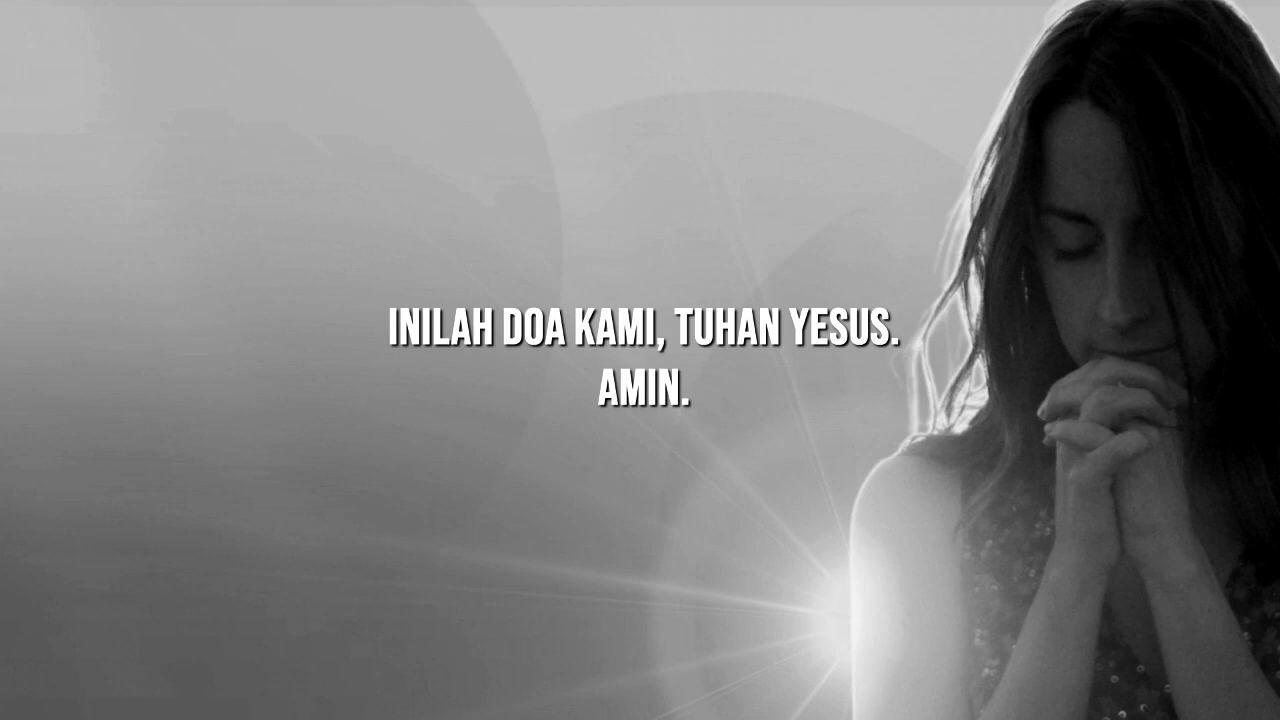 INILAH DOA KAMI, TUHAN YESUS.
AMIN.